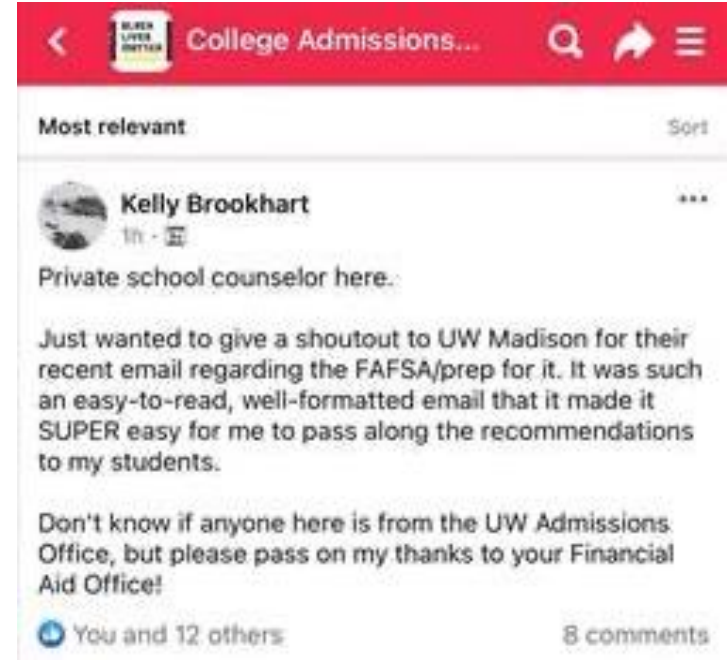 BLACK
LIVES
MATTER
College Admissions...
Most relevant
Sort
Kelly Brookhart
1h ·
Private school counselor here.
Just wanted to give a shoutout to UW Madison for their
recent email regarding the FAFSA/prep for it. It was such
an easy-to-read, well-formatted email that it made it
SUPER easy for me to pass along the recommendations
to my students.
Don't know if anyone here is from the UW Admissions
Office, but please pass on my thanks to your Financial
Aid Office!
You and 12 others
8 comments